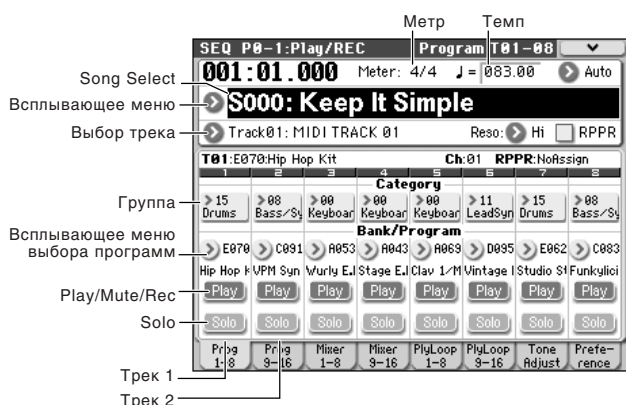 Метр Темп
SEQ P0-1:Play/REC Program T01-08
001:01.000 Meter: 4/4 ♩= 083.00 Auto
Song Select
Всплывающее меню S000: Keep It Simple
Выбор трека Track01: MIDI TRACK 01 Reso: Hi RPPR
T01:E070:Hip Hop Kit Ch:01 RPPR:NoAssign
1 2 3 4 5 6 7 8
Category
Группа 15 08 00 00 00 11 15 08
Drums Bass/Sy Keyboar Keyboar Keyboar LeadSyn Drums Bass/Sy
Bank/Program
Всплывающее меню
выбора программ E070 C091 A053 A043 A069 D095 E062 C083
Hip Hop K VPM Syn Wurly E.I Stage E.I Clav 1/M Vintage I Studio St Funkylici
Play/Mute/Rec Play Play Play Play Play Play Play Play
Solo Solo Solo Solo Solo Solo Solo Solo Solo
Prog 1-8 Prog 9-16 Mixer 1-8 Mixer 9-16 PlyLoop 1-8 PlyLoop 9-16 Tone Adjust Prefe-rence
Трек 1
Трек 2